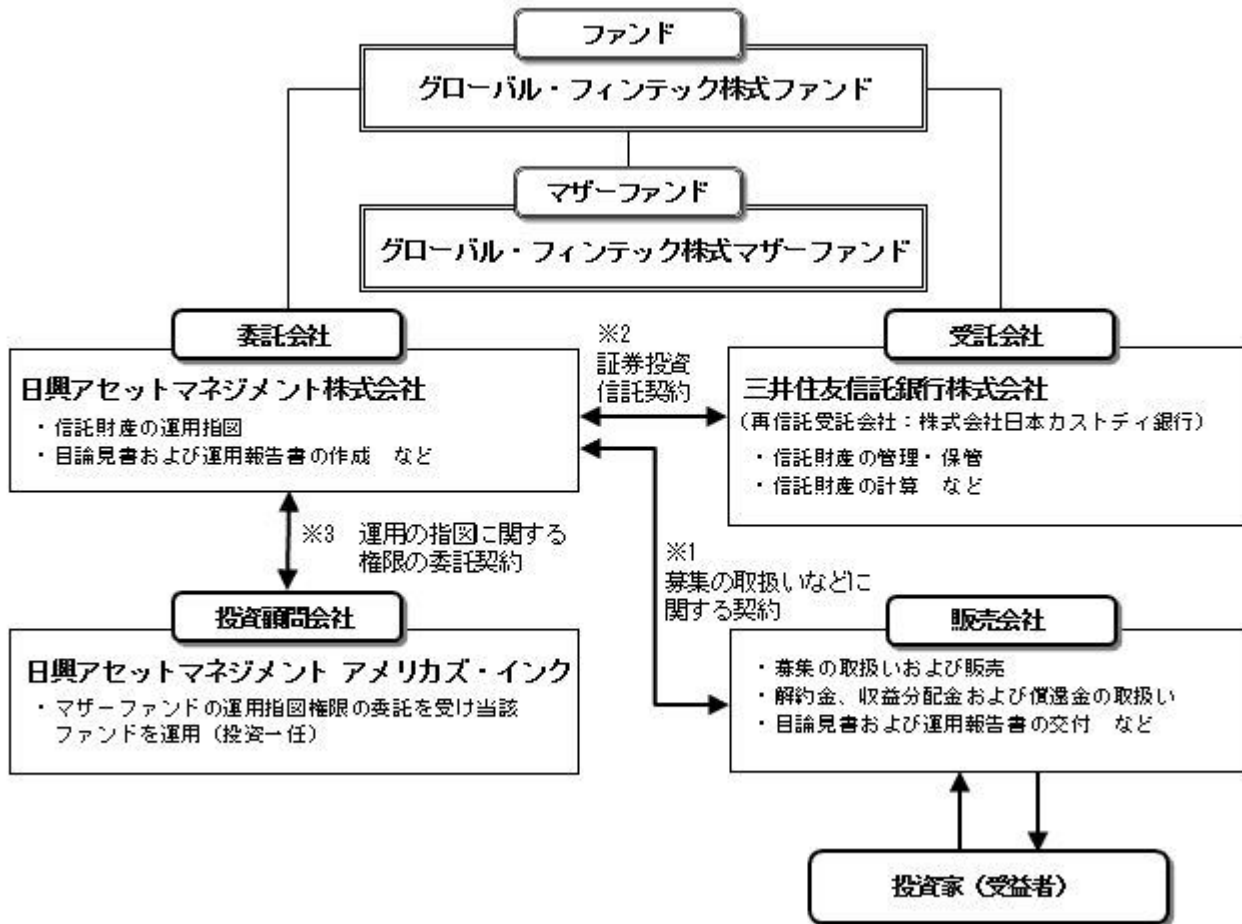 ファンド
グローバル・フィンテック株式ファンド
マザーファンド
グローバル・フィンテック株式マザーファンド
委託会社
日興アセットマネジメント株式会社
・信託財産の運用指図
・目論見書および運用報告書の作成　など
※2
証券投資
信託契約
受託会社
三井住友信託銀行株式会社
(再信託受託会社:株式会社日本カストディ銀行)
・信託財産の管理・保管
・信託財産の計算　など
※3　運用の指図に関する
権限の委託契約
※1
募集の取扱いなどに
関する契約
投資顧問会社
日興アセットマネジメント アメリカズ・インク
・マザーファンドの運用指図権限の委託を受け当該
ファンドを運用(投資一任)
販売会社
・募集の取扱いおよび販売
・解約金、収益分配金および償還金の取扱い
・目論見書および運用報告書の交付　など
投資家(受益者)